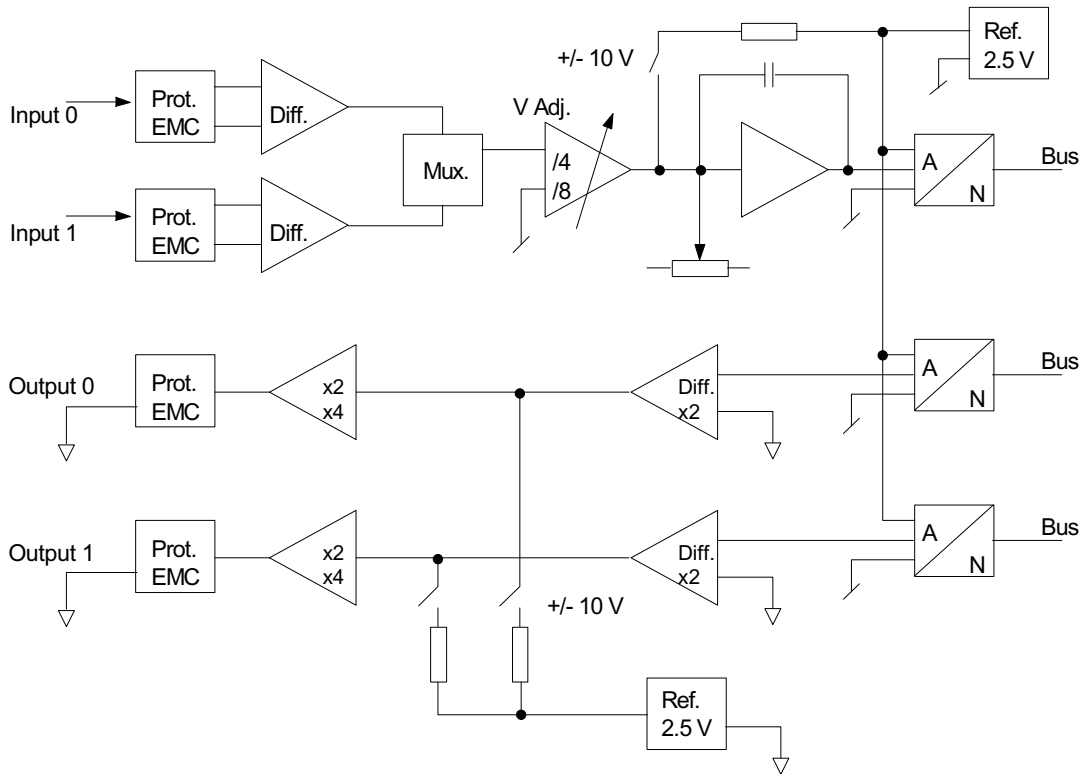 Ref.
2.5 V
+/- 10 V
Input 0
Prot.
EMC
Diff.
V Adj.
/4
/8
Mux.
A
N
Bus
Input 1
Prot.
EMC
Diff.
Output 0
Prot.
EMC
x2
x4
Diff.
x2
A
N
Bus
Output 1
Prot.
EMC
x2
x4
Diff.
x2
A
N
Bus
+/- 10 V
Ref.
2.5 V